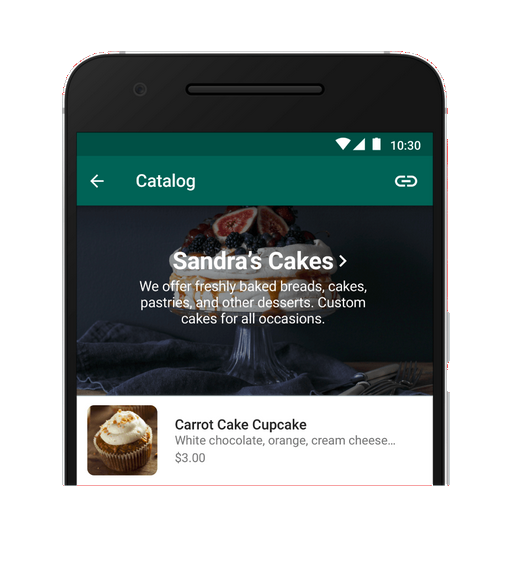 10:30
Catalog
Sandra's Cakes
We offer freshly baked breads, cakes,
pastries, and other desserts. Custom
cakes for all occasions.
Carrot Cake Cupcake
White chocolate, orange, cream cheese...
$3.00